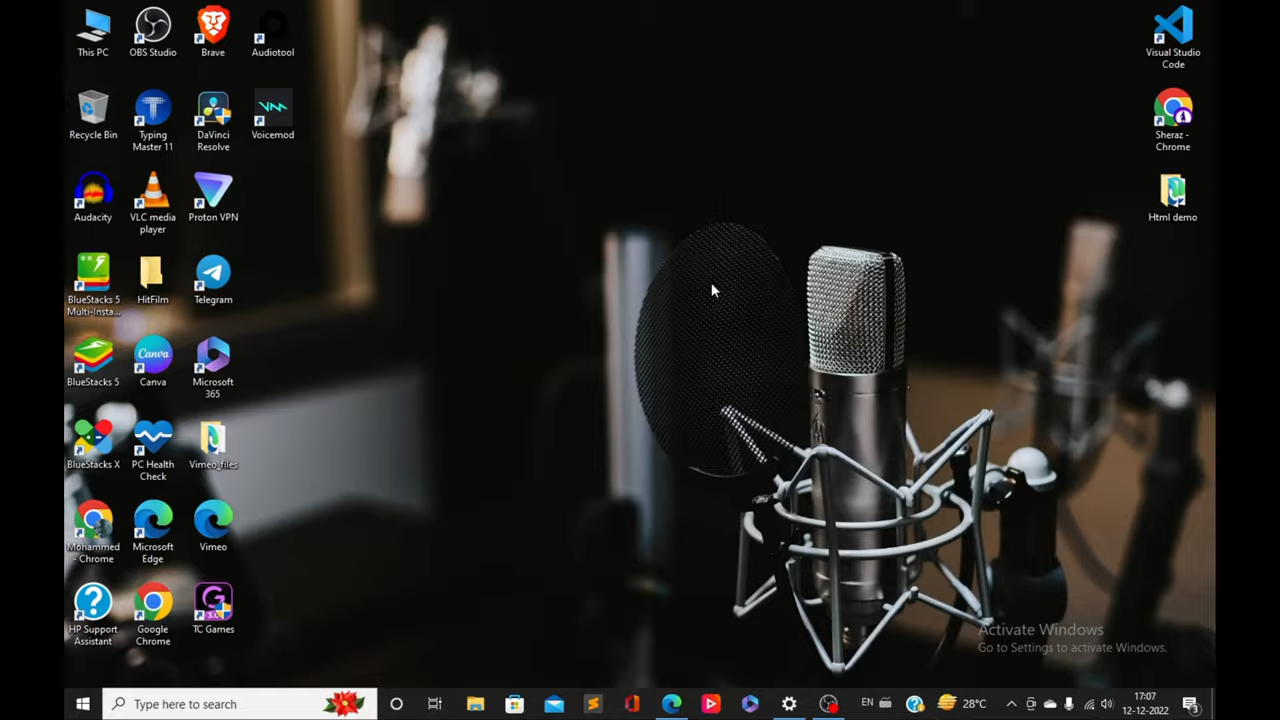 This PC
OBS Studio
Brave
Audiotool
Visual Studio
Code
Recycle Bin
Typing
Master 11
DaVinci
Resolve
Voicemod
Sheraz -
Chrome
Audacity
VLC media
player
Proton VPN
Html demo
BlueStacks 5
Multi-Insta...
HitFilm
Telegram
BlueStacks 5
Canva
Canva
Microsoft
365
BlueStacks X
PC Health
Check
Vimeo_files
Mohammed
- Chrome
Microsoft
Edge
Vimeo
HP Support
Assistant
Google
Chrome
TC Games
Activate Windows
Go to Settings to activate Windows.
Type here to search
EN
28°C
17:07
12-12-2022
3